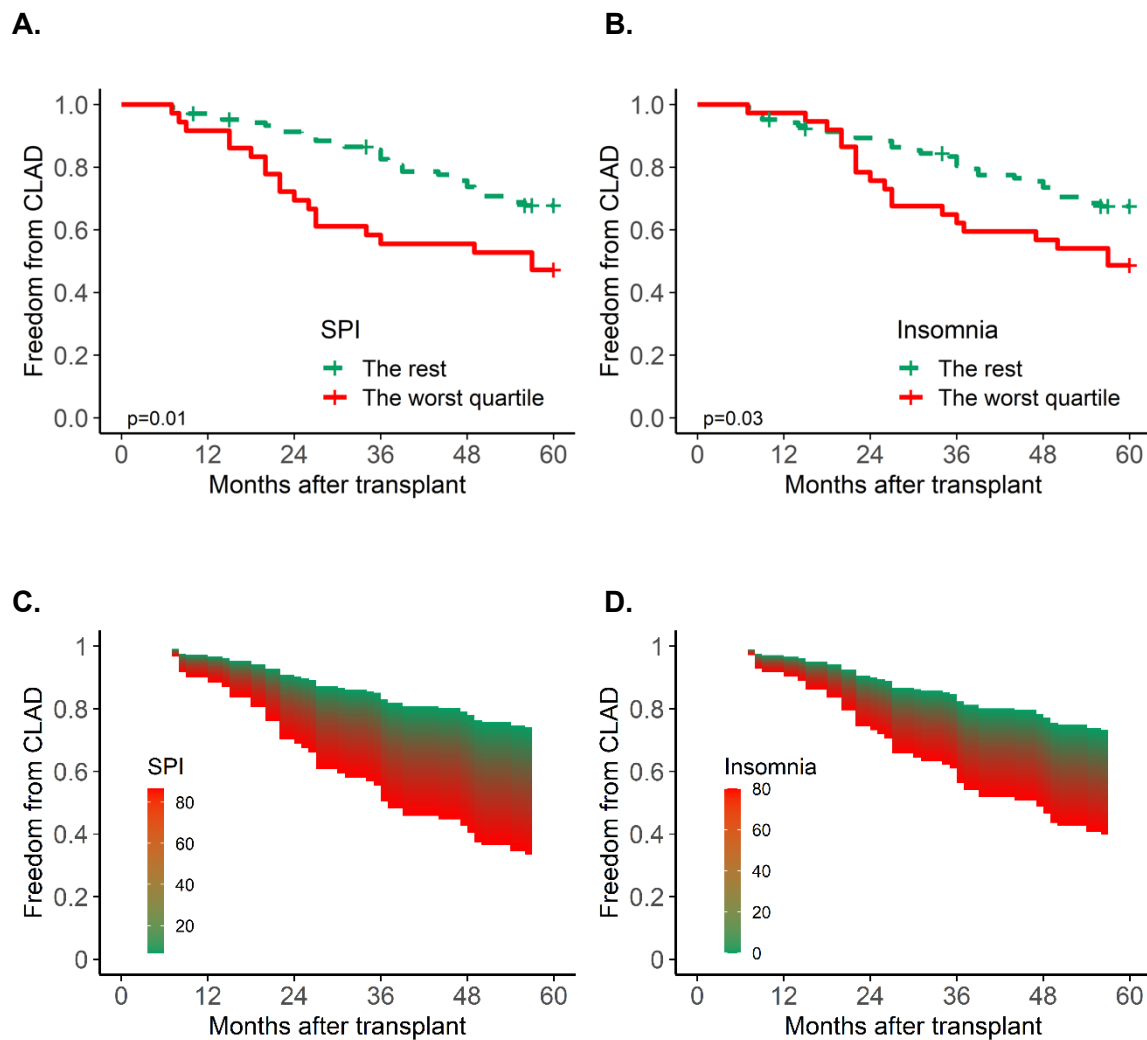 A.
Freedom from CLAD
1.0
0.8
0.6
0.4
0.2
0.0
SPI
The rest
The worst quartile
p=0.01
0 12 24 36 48 60
Months after transplant
B.
Freedom from CLAD
1.0
0.8
0.6
0.4
0.2
0.0
Insomnia
The rest
The worst quartile
p=0.03
0 12 24 36 48 60
Months after transplant
C.
Freedom from CLAD
1
0.8
0.6
0.4
0.2
0
SPI
80
60
40
20
0 12 24 36 48 60
Months after transplant
D.
Freedom from CLAD
1
0.8
0.6
0.4
0.2
0
Insomnia
80
60
40
20
0
0 12 24 36 48 60
Months after transplant